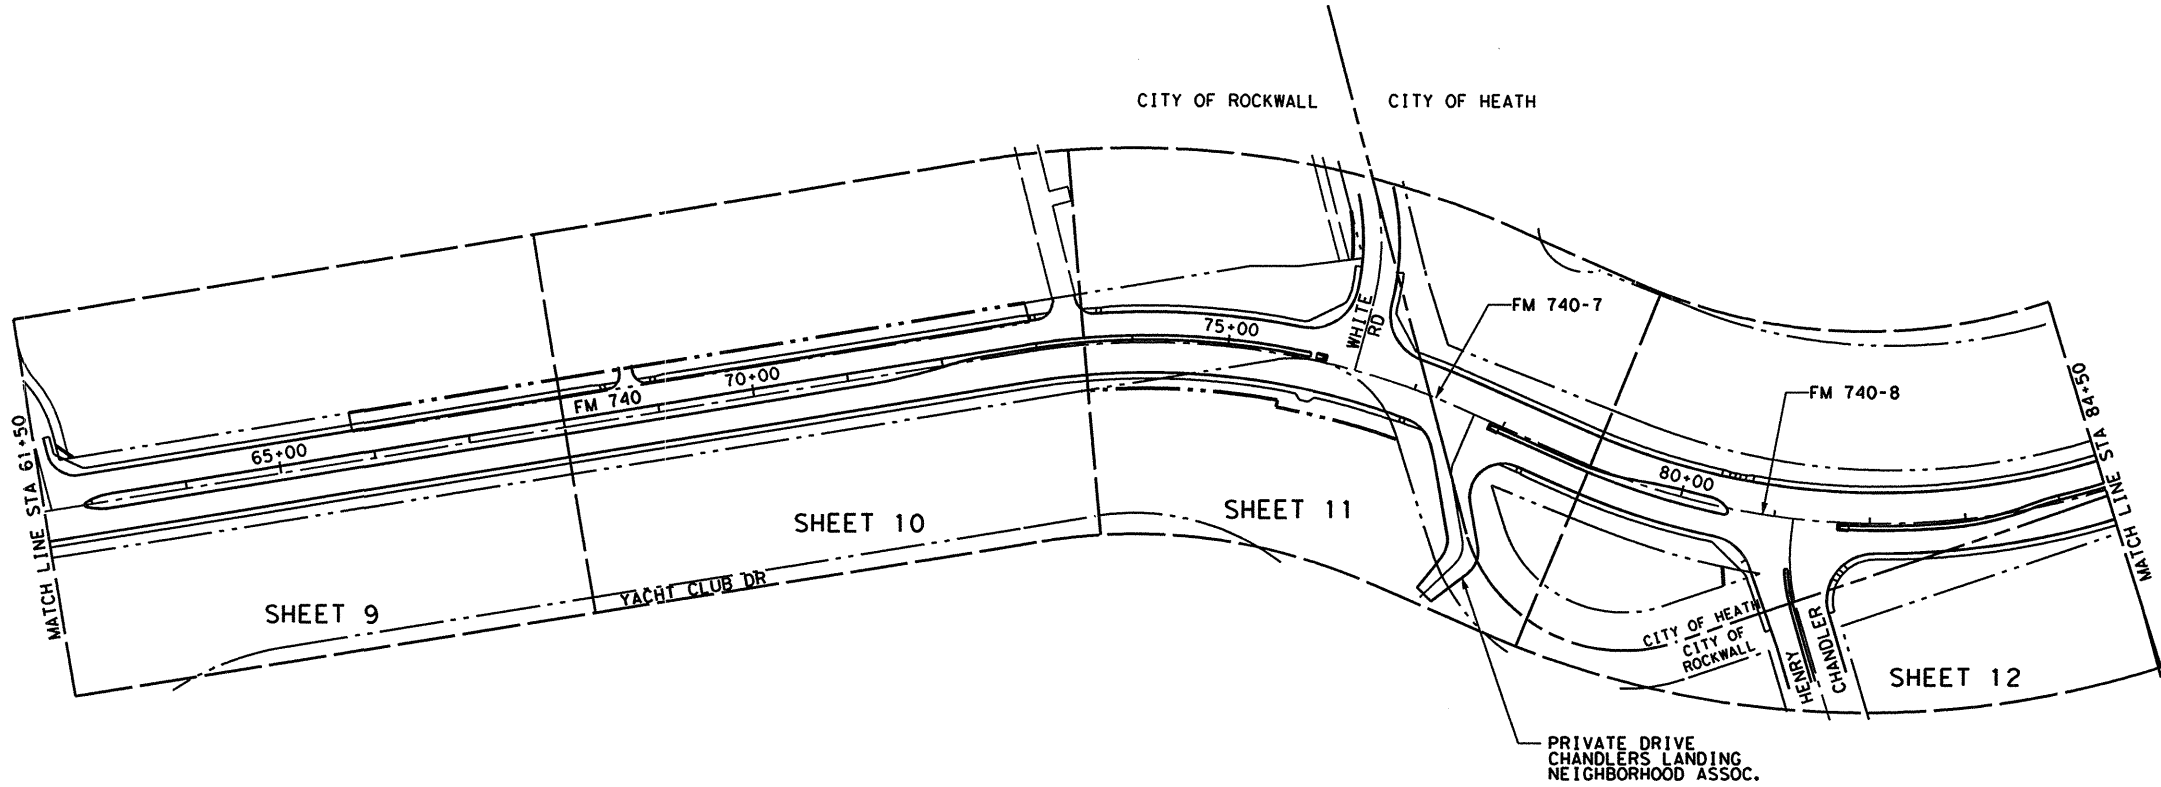 CITY OF ROCKWALL
CITY OF HEATH
MATCH LINE STA 61+50
65+00
FM 740
70+00
75+00
WHITE
RD
FM 740-7
FM 740-8
80+00
MATCH LINE STA 84+50
SHEET 9
SHEET 10
SHEET 11
SHEET 12
YACHT CLUB DR
CITY OF HEATH
CITY OF
ROCKWALL
HENRY
CHANDLER
PRIVATE DRIVE
CHANDLERS LANDING
NEIGHBORHOOD ASSOC.